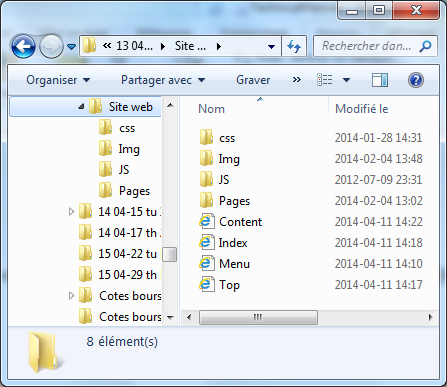 « 13 04... ▸ Site ... ▸
Rechercher dan...
Organiser ▾ Partager avec ▾ Graver »
Site web
css
Img
JS
Pages
14 04-15 tu
14 04-17 th
15 04-22 tu
15 04-29 th
Cotes bours
Cotes bours
Nom Modifié le
css 2014-01-28 14:31
Img 2014-02-04 13:48
JS 2012-07-09 23:31
Pages 2014-02-04 13:02
Content 2014-04-11 14:22
Index 2014-04-11 14:18
Menu 2014-04-11 14:10
Top 2014-04-11 14:17
8 élément(s)